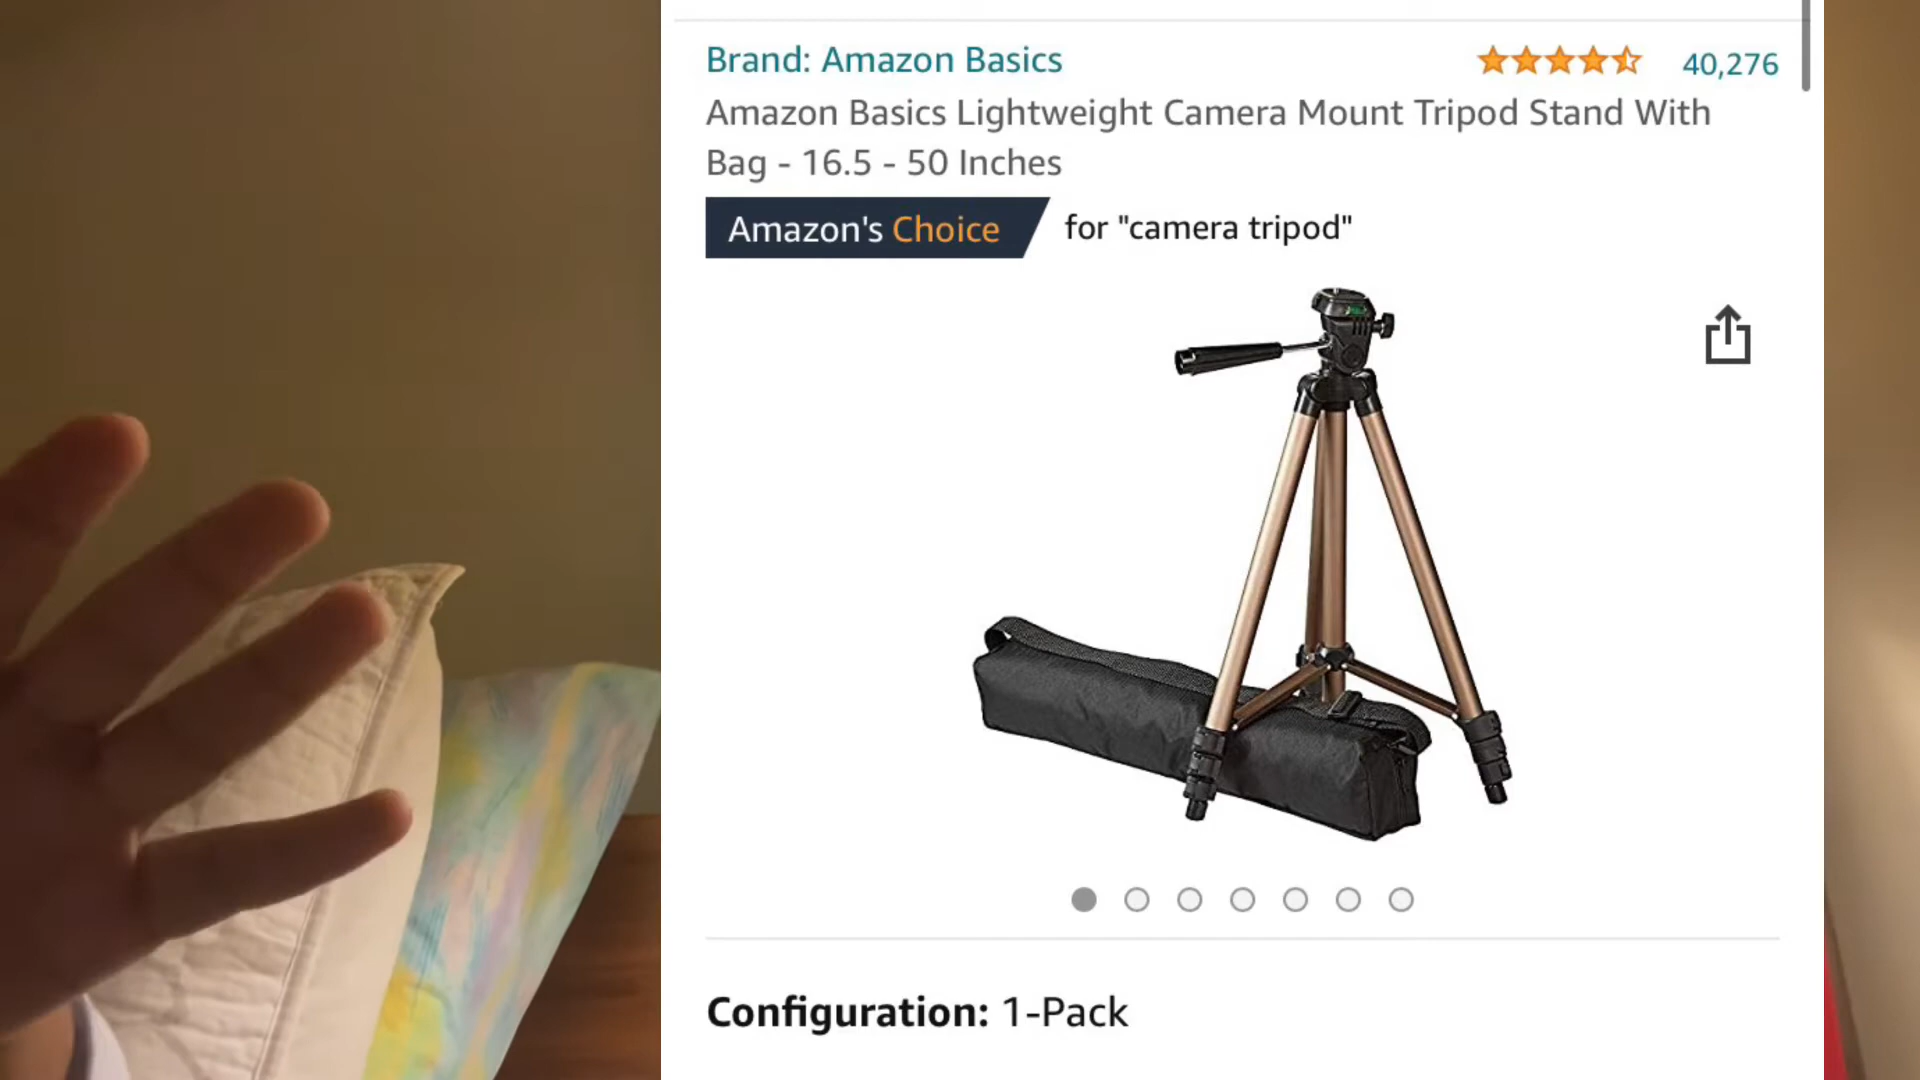 Brand: Amazon Basics 40,276
Amazon Basics Lightweight Camera Mount Tripod Stand With
Bag - 16.5 - 50 Inches
Amazon's Choice for "camera tripod"
Configuration: 1-Pack